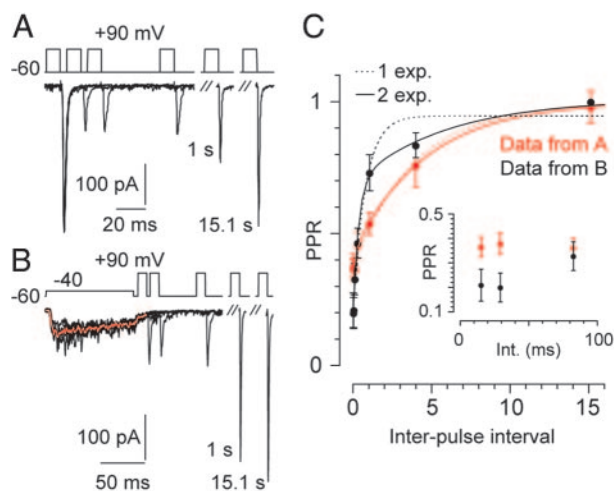 A
+90 mV
-60
1 s
100 pA
20 ms
15.1 s
B
+90 mV
-40
-60
100 pA
1 s
50 ms
15.1 s
C
1 exp.
2 exp.
1
Data from A
Data from B
PPR
0
0.5
PPR
0.1
0
100
Int. (ms)
0
5
10
15
Inter-pulse interval